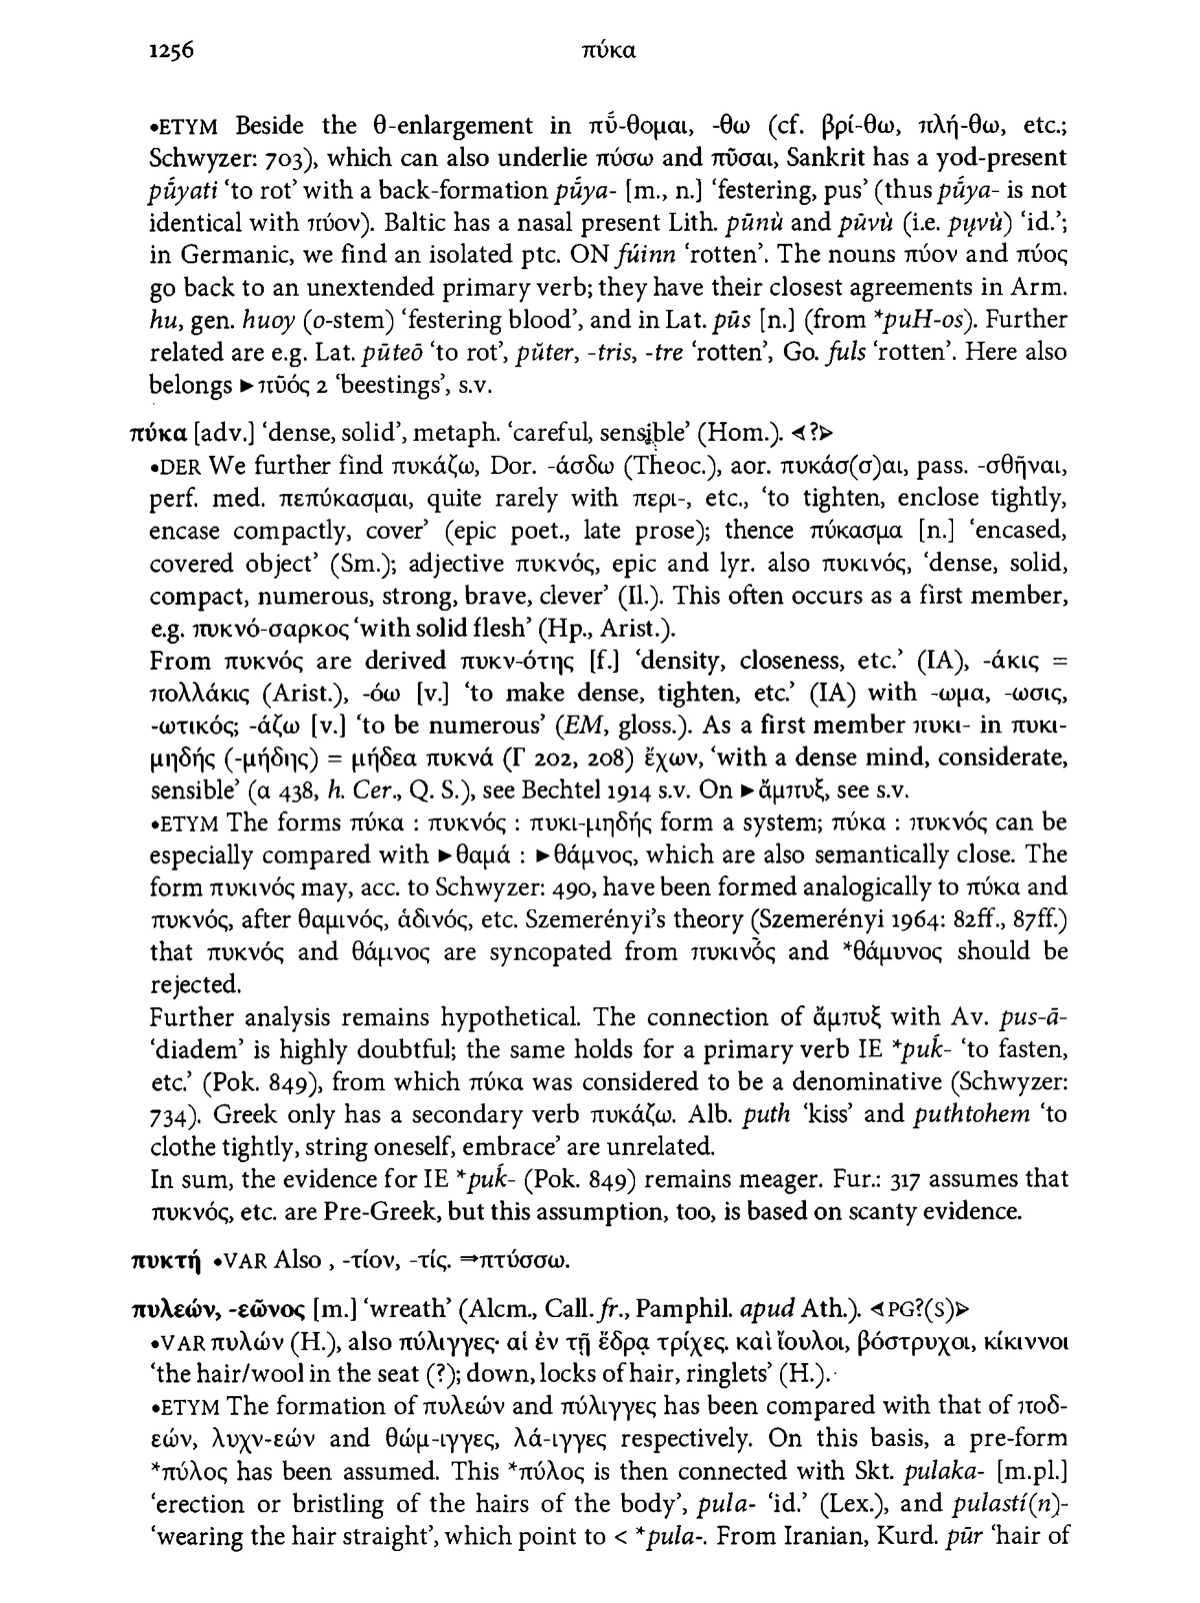 1256 πύκα
•ETYM Beside the θ-enlargement in πῡ́-θομαι, -θω (cf. βρί-θω, πλή-θω, etc.;
Schwyzer: 703), which can also underlie πύσω and πῦσαι, Sankrit has a yod-present
pū́yati ‘to rot’ with a back-formation pū́ya- [m., n.] ‘festering, pus’ (thus pū́ya- is not
identical with πύον). Baltic has a nasal present Lith. pūnù and pūvù (i.e. pųvù) ‘id.’;
in Germanic, we find an isolated ptc. ON fúinn ‘rotten’. The nouns πύον and πύος
go back to an unextended primary verb; they have their closest agreements in Arm.
hu, gen. huoy (o-stem) ‘festering blood’, and in Lat. pūs [n.] (from *puH-os). Further
related are e.g. Lat. pūteō ‘to rot’, pŭter, -tris, -tre ‘rotten’, Go. fuls ‘rotten’. Here also
belongs ►πῡός 2 ‘beestings’, s.v.
πύκα [adv.] ‘dense, solid’, metaph. ‘careful, sensible’ (Hom.). ⊲?⊳
•DER We further find πυκάζω, Dor. -άσδω (Theoc.), aor. πυκάσ(σ)αι, pass. -σθῆναι,
perf. med. πεπύκασμαι, quite rarely with περι-, etc., ‘to tighten, enclose tightly,
encase compactly, cover’ (epic poet., late prose); thence πύκασμα [n.] ‘encased,
covered object’ (Sm.); adjective πυκνός, epic and lyr. also πυκινός, ‘dense, solid,
compact, numerous, strong, brave, clever’ (Il.). This often occurs as a first member,
e.g. πυκνό-σαρκος ‘with solid flesh’ (Hp., Arist.).
From πυκνός are derived πυκν-ότης [f.] ‘density, closeness, etc.’ (IA), -άκις =
πολλάκις (Arist.), -όω [v.] ‘to make dense, tighten, etc.’ (IA) with -ωμα, -ωσις,
-ωτικός; -άζω [v.] ‘to be numerous’ (EM, gloss.). As a first member πυκι- in πυκι-
μηδής (-μήδης) = μήδεα πυκνά (Γ 202, 208) ἔχων, ‘with a dense mind, considerate,
sensible’ (α 438, h. Cer., Q. S.), see Bechtel 1914 s.v. On ►ἄμπυξ, see s.v.
•ETYM The forms πύκα : πυκνός : πυκι-μηδής form a system; πύκα : πυκνός can be
especially compared with ►θαμά : ►θάμνος, which are also semantically close. The
form πυκινός may, acc. to Schwyzer: 490, have been formed analogically to πύκα and
πυκνός, after θαμινός, ἁδινός, etc. Szemerényi’s theory (Szemerényi 1964: 82ff., 87ff.)
that πυκνός and θάμνος are syncopated from πυκινός and *θάμυνος should be
rejected.
Further analysis remains hypothetical. The connection of ἄμπυξ with Av. pus-ā-
‘diadem’ is highly doubtful; the same holds for a primary verb IE *puḱ- ‘to fasten,
etc.’ (Pok. 849), from which πύκα was considered to be a denominative (Schwyzer:
734). Greek only has a secondary verb πυκάζω. Alb. puth ‘kiss’ and puthtohem ‘to
clothe tightly, string oneself, embrace’ are unrelated.
In sum, the evidence for IE *puḱ- (Pok. 849) remains meager. Fur.: 317 assumes that
πυκνός, etc. are Pre-Greek, but this assumption, too, is based on scanty evidence.
πυκτή •VAR Also , -τίον, -τίς. ⇒πτύσσω.
πυλεών, -εῶνος [m.] ‘wreath’ (Alcm., Call. fr., Pamphil. apud Ath.). ⊲PG?(S)⊳
•VAR πυλών (H.), also πύλιγγες· αἱ ἐν τῇ ἕδρᾳ τρίχες. καὶ ἴουλοι, βόστρυχοι, κίκιννοι
‘the hair/wool in the seat (?); down, locks of hair, ringlets’ (H.).
•ETYM The formation of πυλεών and πύλιγγες has been compared with that of ποδ-
εών, λυχν-εών and θώμ-ιγγες, λά-ιγγες respectively. On this basis, a pre-form
*πύλος has been assumed. This *πύλος is then connected with Skt. pulaka- [m.pl.]
‘erection or bristling of the hairs of the body’, pula- ‘id.’ (Lex.), and pulastí(n)-
‘wearing the hair straight’, which point to < *pula-. From Iranian, Kurd. pūr ‘hair of